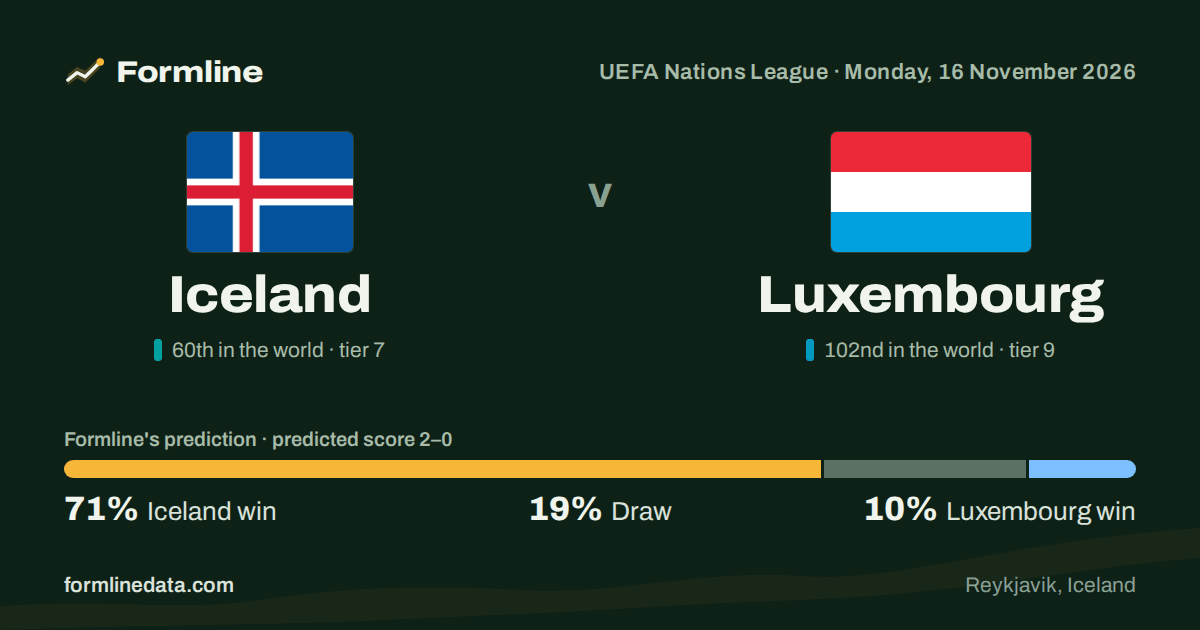 Formline
UEFA Nations League · Monday, 16 November 2026
v
Iceland
Luxembourg
60th in the world · tier 7
102nd in the world · tier 9
Formline's prediction · predicted score 2–0
71% Iceland win
19% Draw
10% Luxembourg win
formlinedata.com
Reykjavik, Iceland